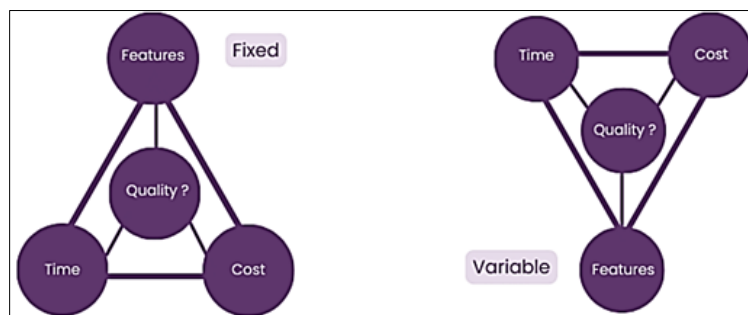 Features
Fixed
Quality ?
Time
Cost
Time
Cost
Quality ?
Variable
Features